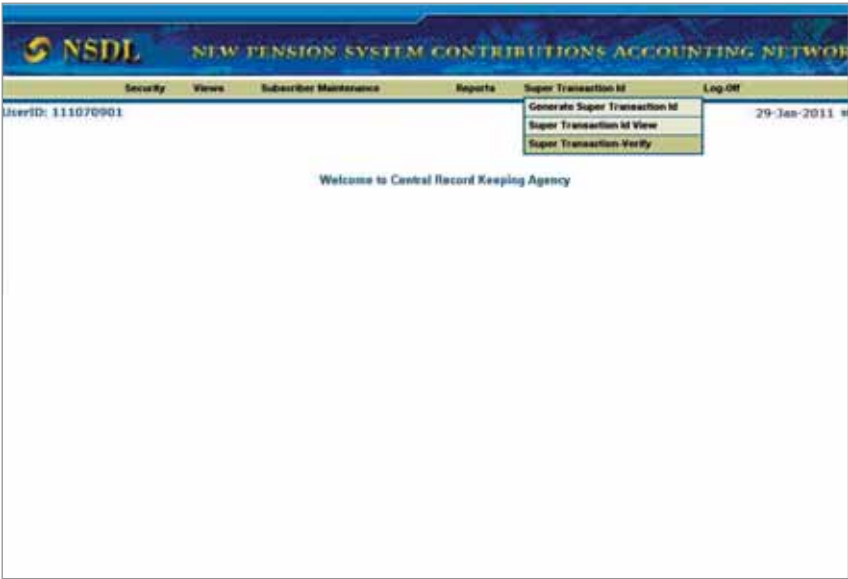 NSDL NEW PENSION SYSTEM CONTRIBUTIONS ACCOUNTING NETWOR
Security Views Subscriber Maintenance Reports Super Transaction Id Log-Off
UserID: 111070901 29-Jan-2011
Generate Super Transaction Id
Super Transaction Id View
Super Transaction-Verify
Welcome to Central Record Keeping Agency